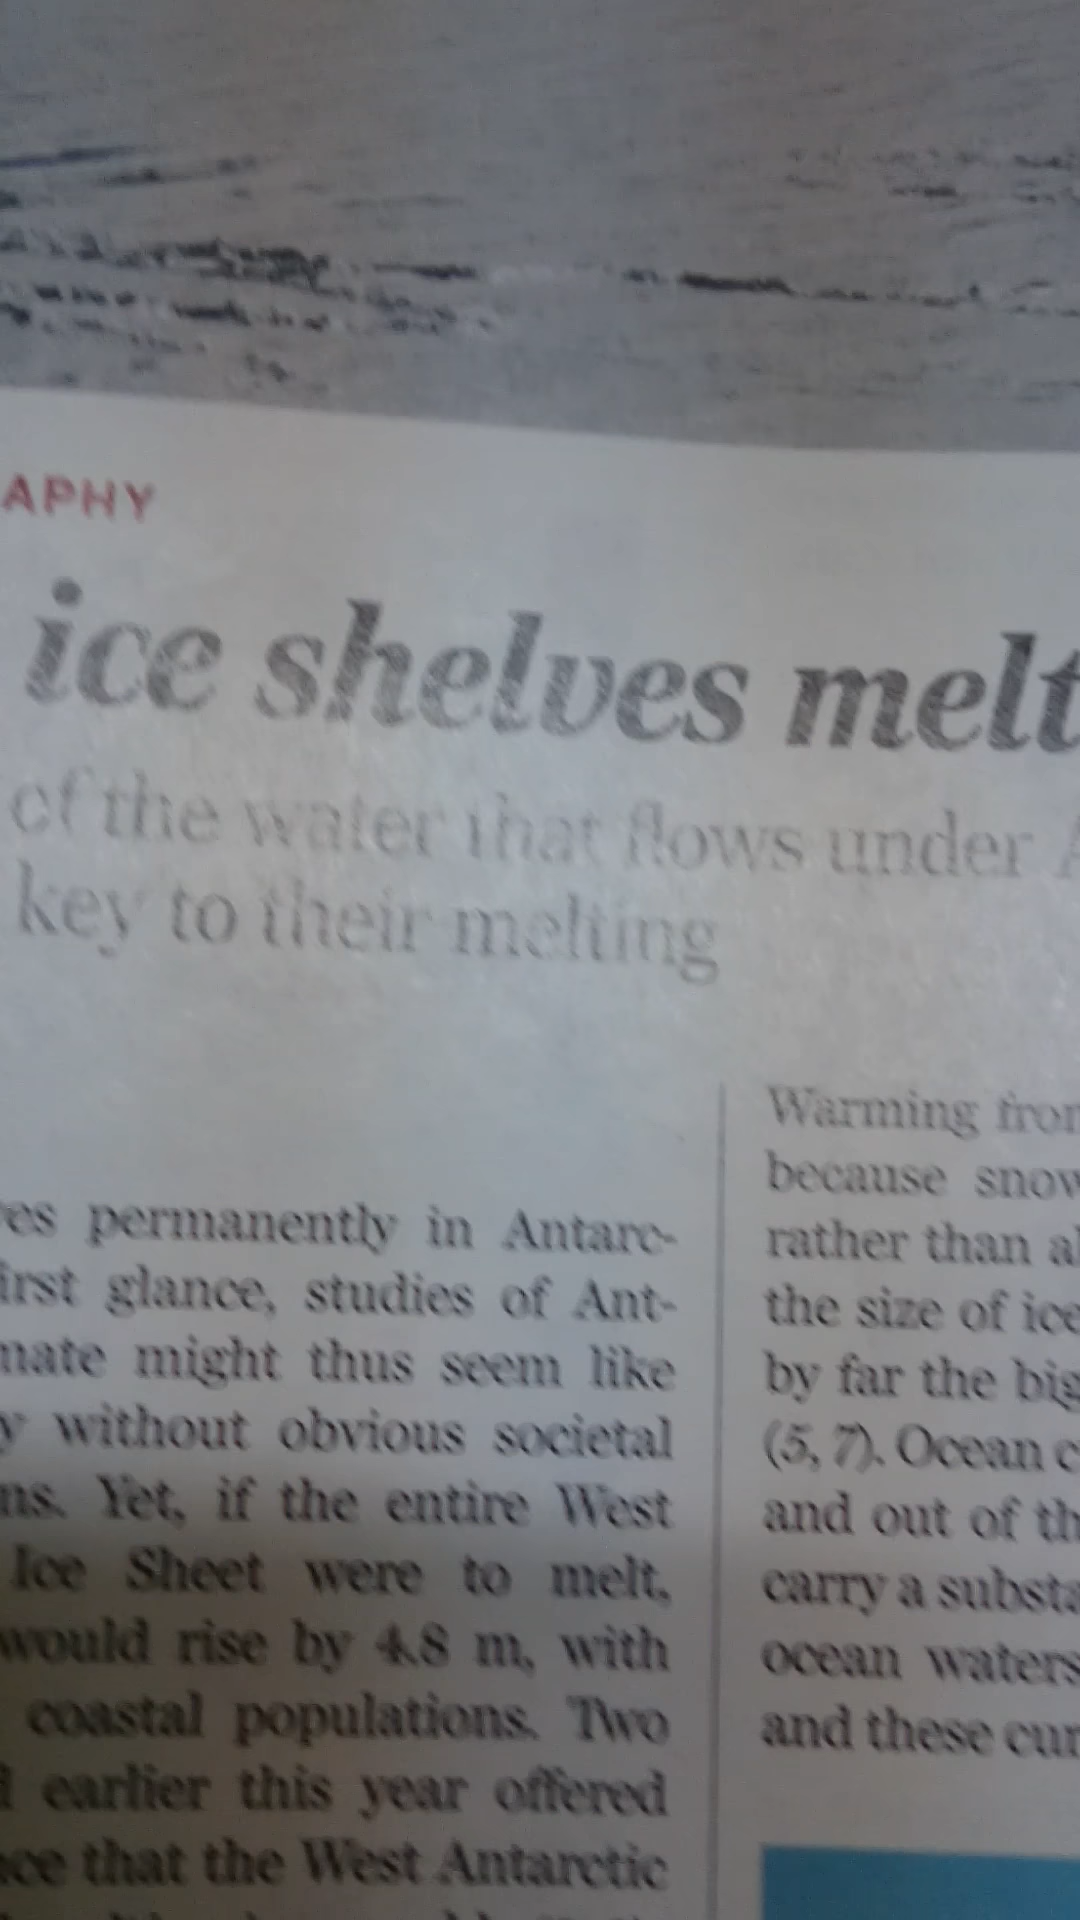 APHY
ice shelves melt
of the water that flows under
key to their melting
es permanently in Antarc-
irst glance, studies of Ant-
mate might thus seem like
y without obvious societal
ns. Yet, if the entire West
Ice Sheet were to melt,
would rise by 4.8 m, with
coastal populations. Two
earlier this year offered
ce that the West Antarctic
Warming from
because snow
rather than al
the size of ice
by far the big
(5, 7). Ocean c
and out of th
carry a substa
ocean waters
and these cur